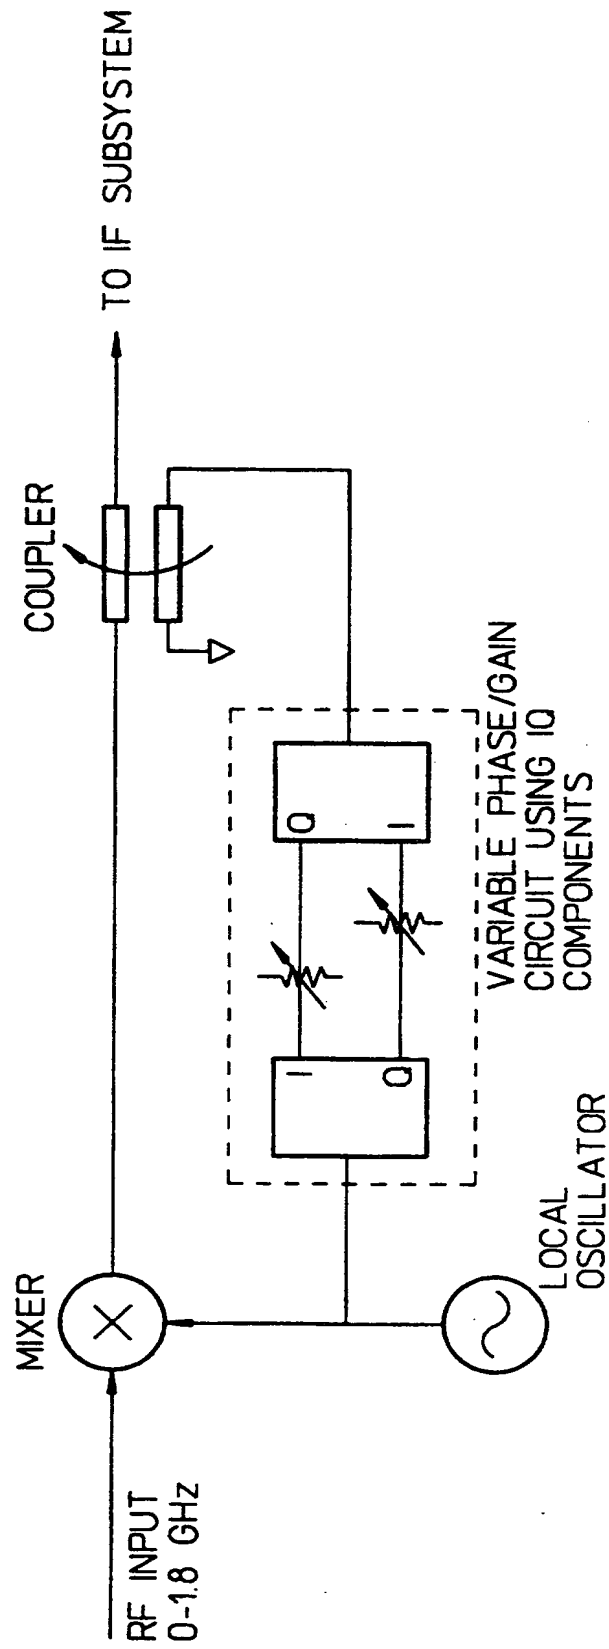 RF INPUT
0-1.8 GHz
MIXER
LOCAL
OSCILLATOR
I
Q
Q
I
VARIABLE PHASE/GAIN
CIRCUIT USING IQ
COMPONENTS
COUPLER
TO IF SUBSYSTEM